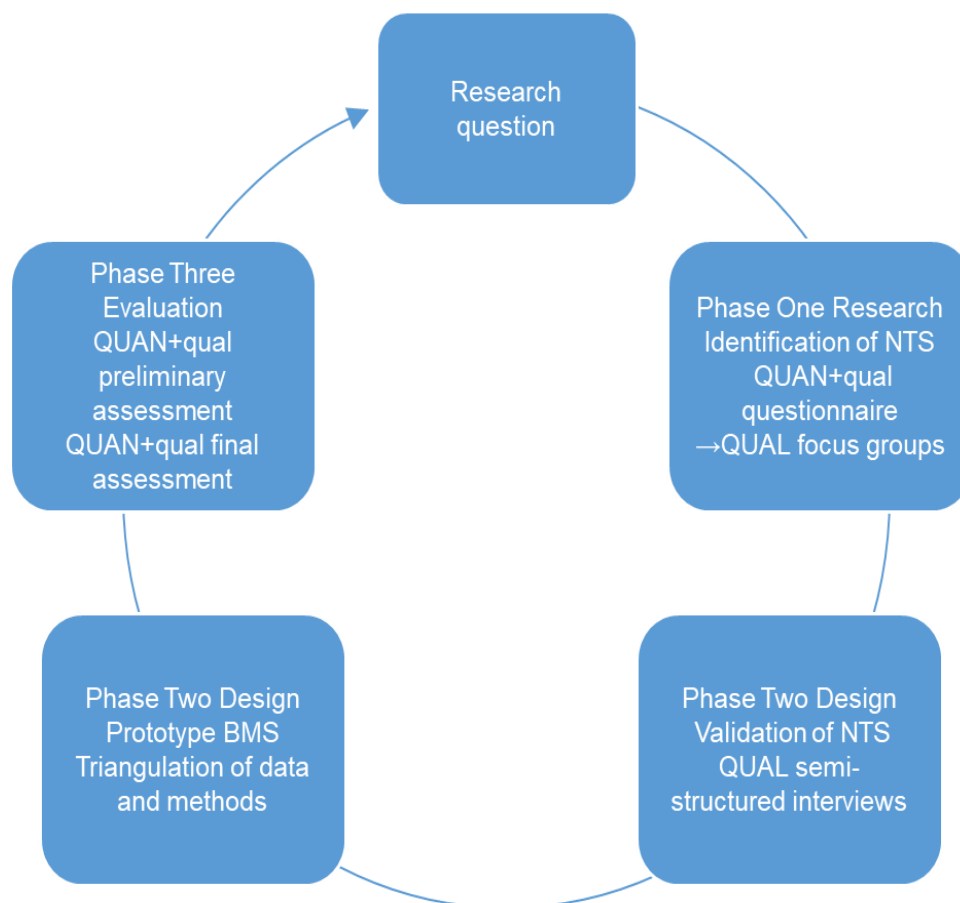 Research
question
Phase One Research
Identification of NTS
QUAN+qual
questionnaire
→QUAL focus groups
Phase Two Design
Validation of NTS
QUAL semi-
structured interviews
Phase Two Design
Prototype BMS
Triangulation of data
and methods
Phase Three
Evaluation
QUAN+qual
preliminary
assessment
QUAN+qual final
assessment